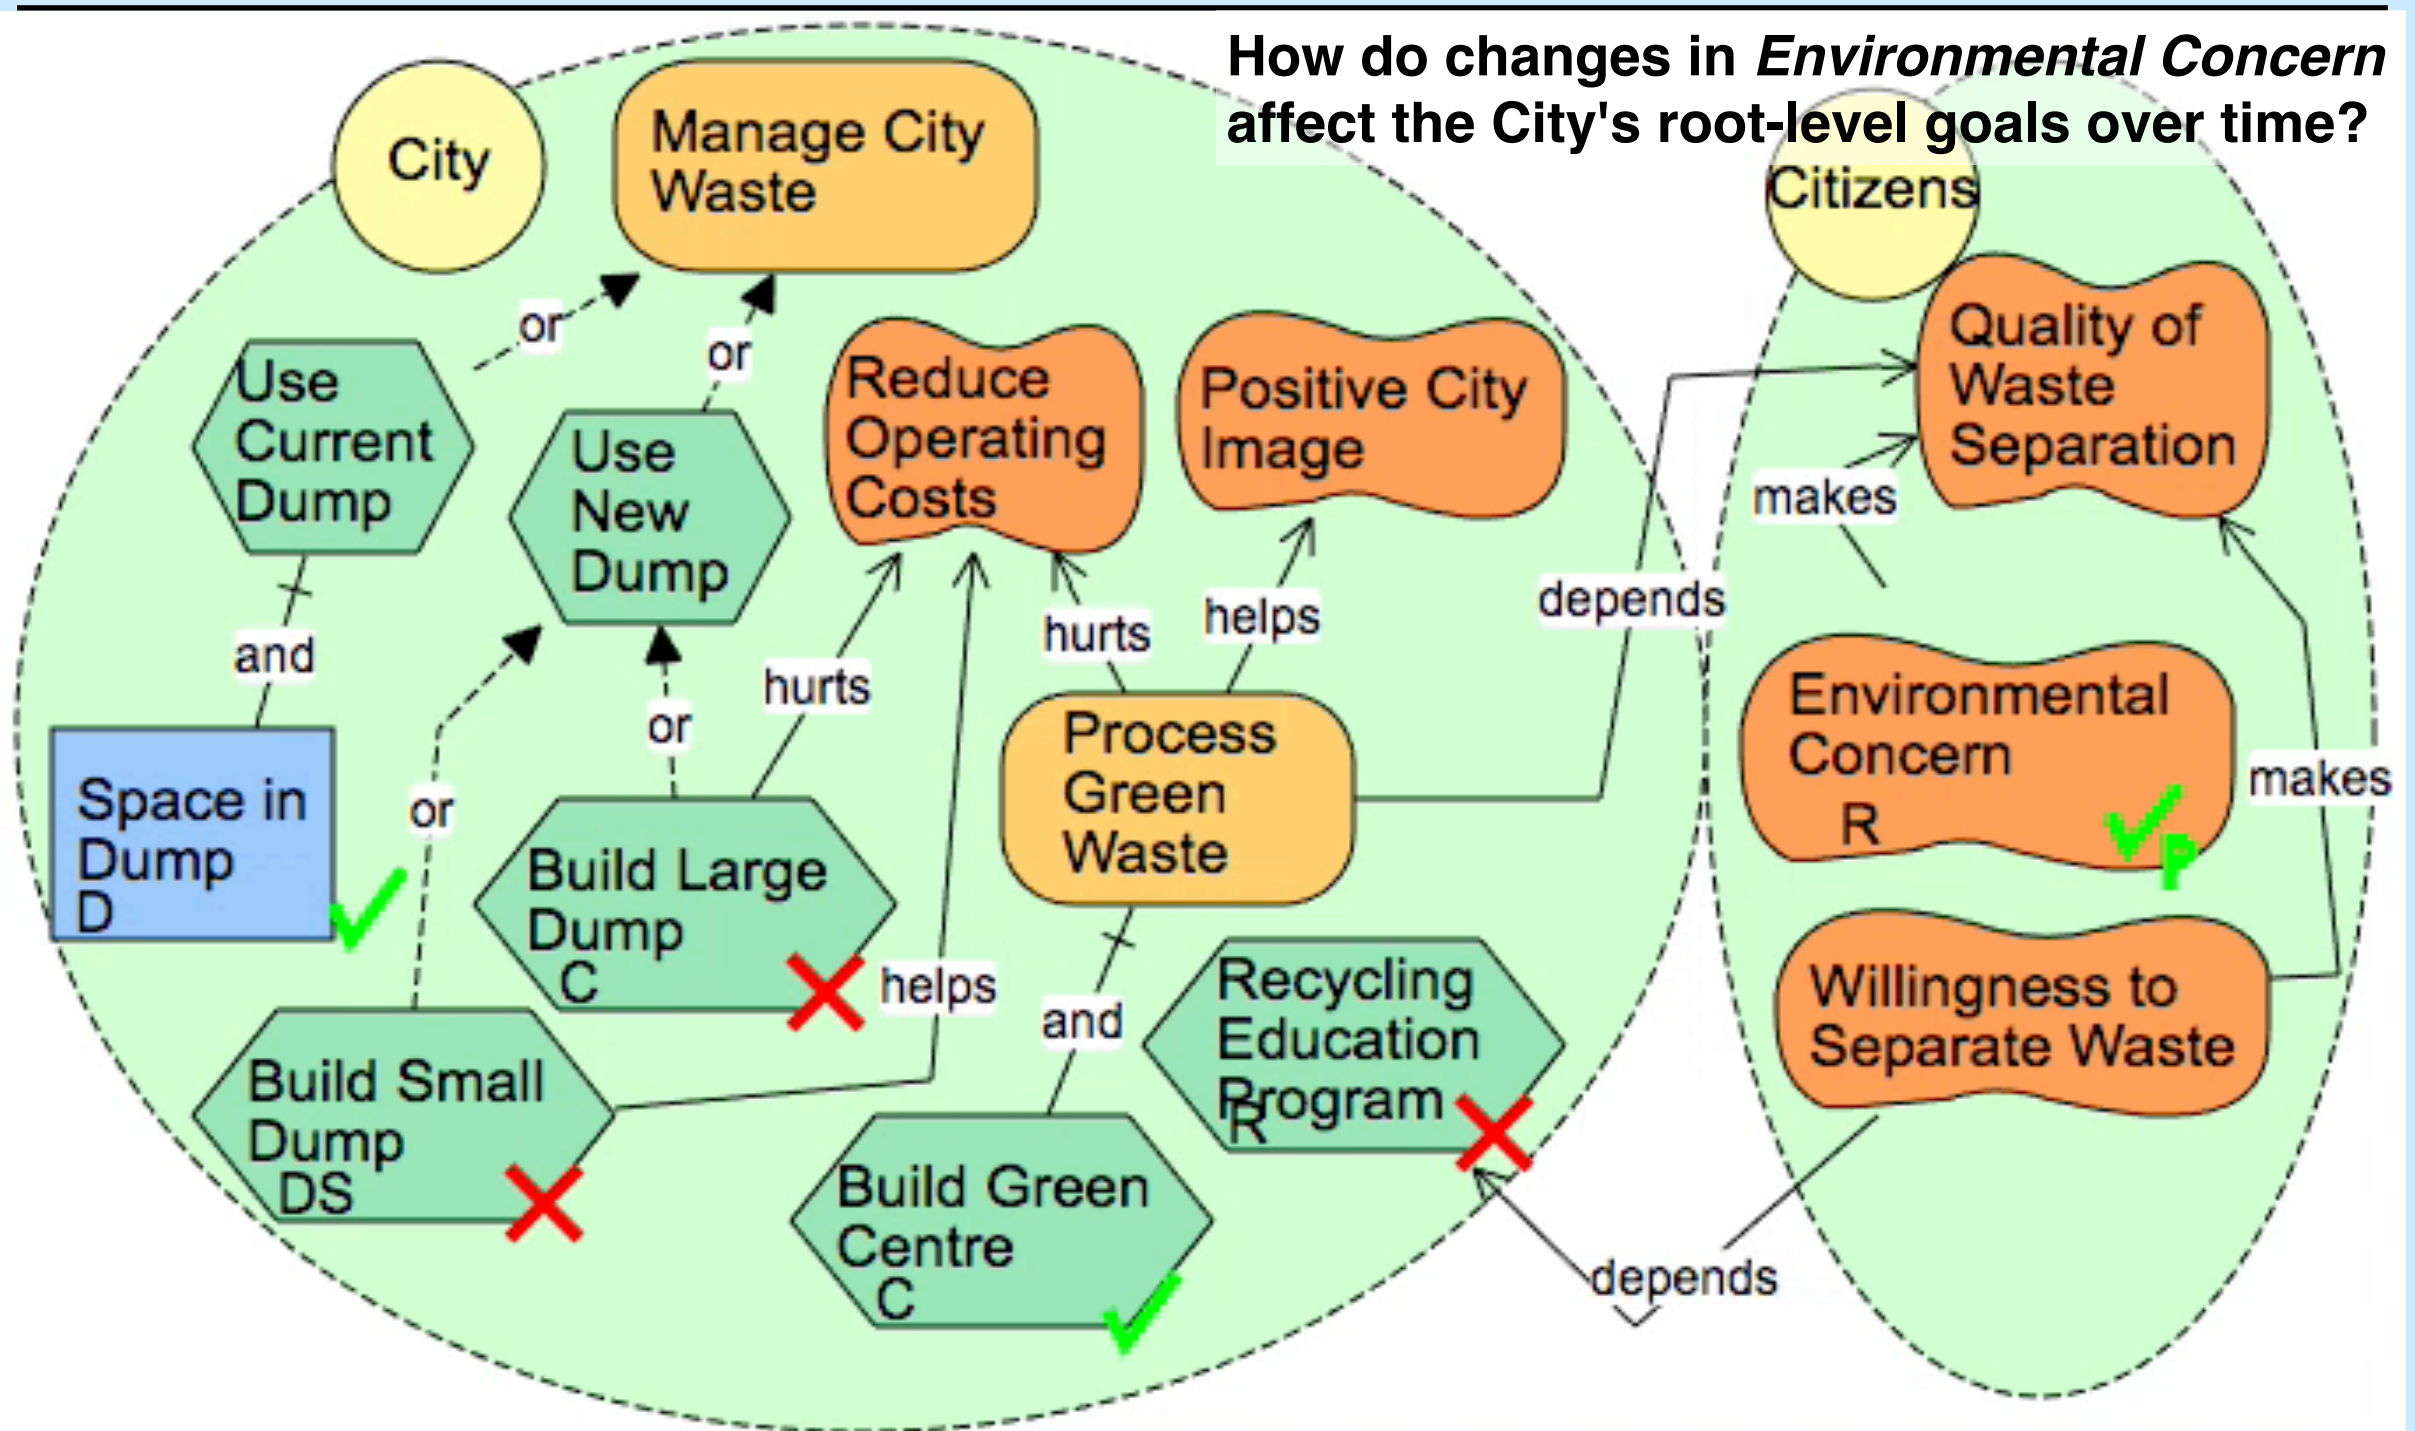 How do changes in Environmental Concern
affect the City's root-level goals over time?
City
Manage City
Waste
Citizens
or
or
Use
Current
Dump
Use
New
Dump
Reduce
Operating
Costs
Positive City
Image
Quality of
Waste
Separation
makes
depends
hurts
helps
hurts
and
or
or
Space in
Dump
D
Build Large
Dump
C
Process
Green
Waste
Environmental
Concern
R
P
makes
helps
and
Recycling
Education
Program
R
Willingness to
Separate Waste
Build Small
Dump
DS
Build Green
Centre
C
depends